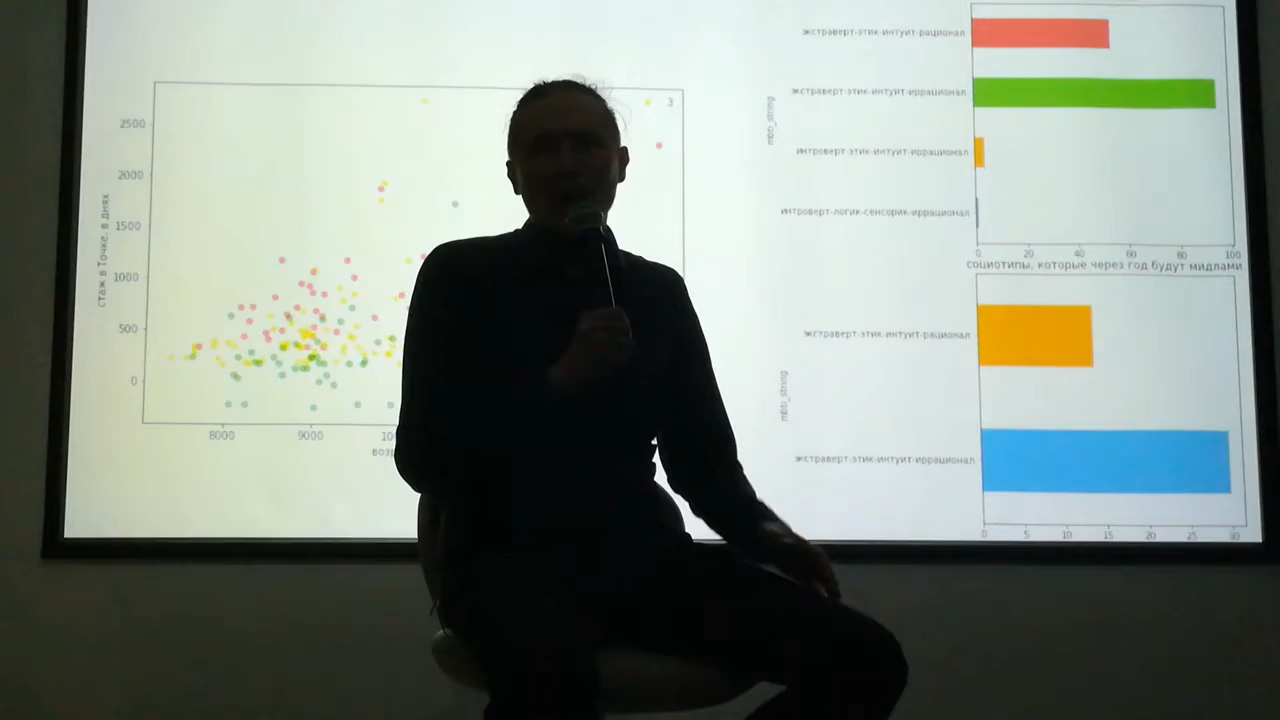 3
2500
2000
1500
1000
500
0
стаж в Точке, в днях
8000
9000
экстраверт-этик-интуит-рационал
экстраверт-этик-интуит-иррационал
интроверт-этик-интуит-иррационал
интроверт-логик-сенсорик-иррационал
mbti_string
0 20 40 60 80 100
социотипы, которые через год будут мидлами
экстраверт-этик-интуит-рационал
экстраверт-этик-интуит-иррационал
mbti_string
0 5 10 15 20 25 30